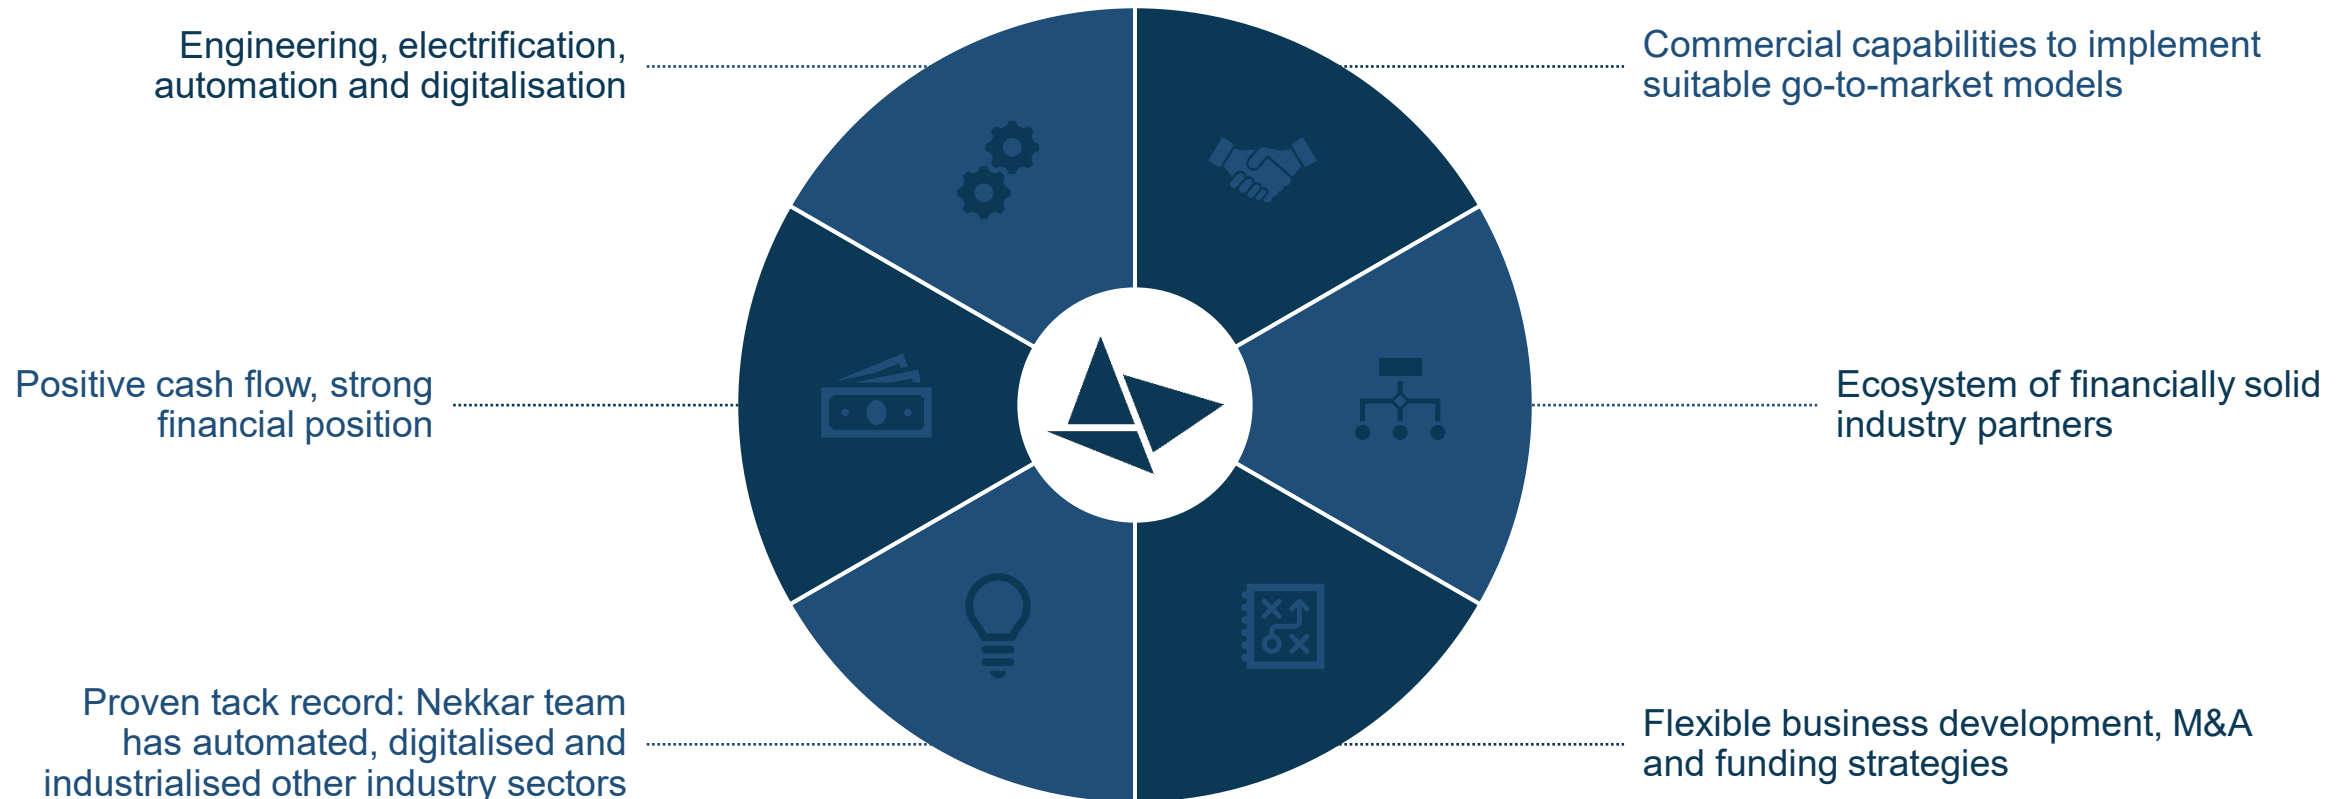 Engineering, electrification,
automation and digitalisation
Commercial capabilities to implement
suitable go-to-market models
Positive cash flow, strong
financial position
Ecosystem of financially solid
industry partners
Proven tack record: Nekkar team
has automated, digitalised and
industrialised other industry sectors
Flexible business development, M&A
and funding strategies